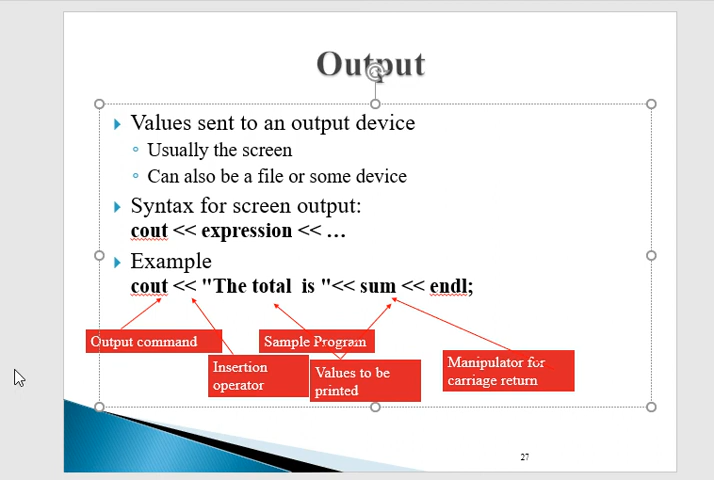 Output
Values sent to an output device
Usually the screen
Can also be a file or some device
Syntax for screen output:
cout << expression << …
Example
cout << "The total is "<< sum << endl;
Output command
Sample Program
Insertion
operator
Values to be
printed
Manipulator for
carriage return
27